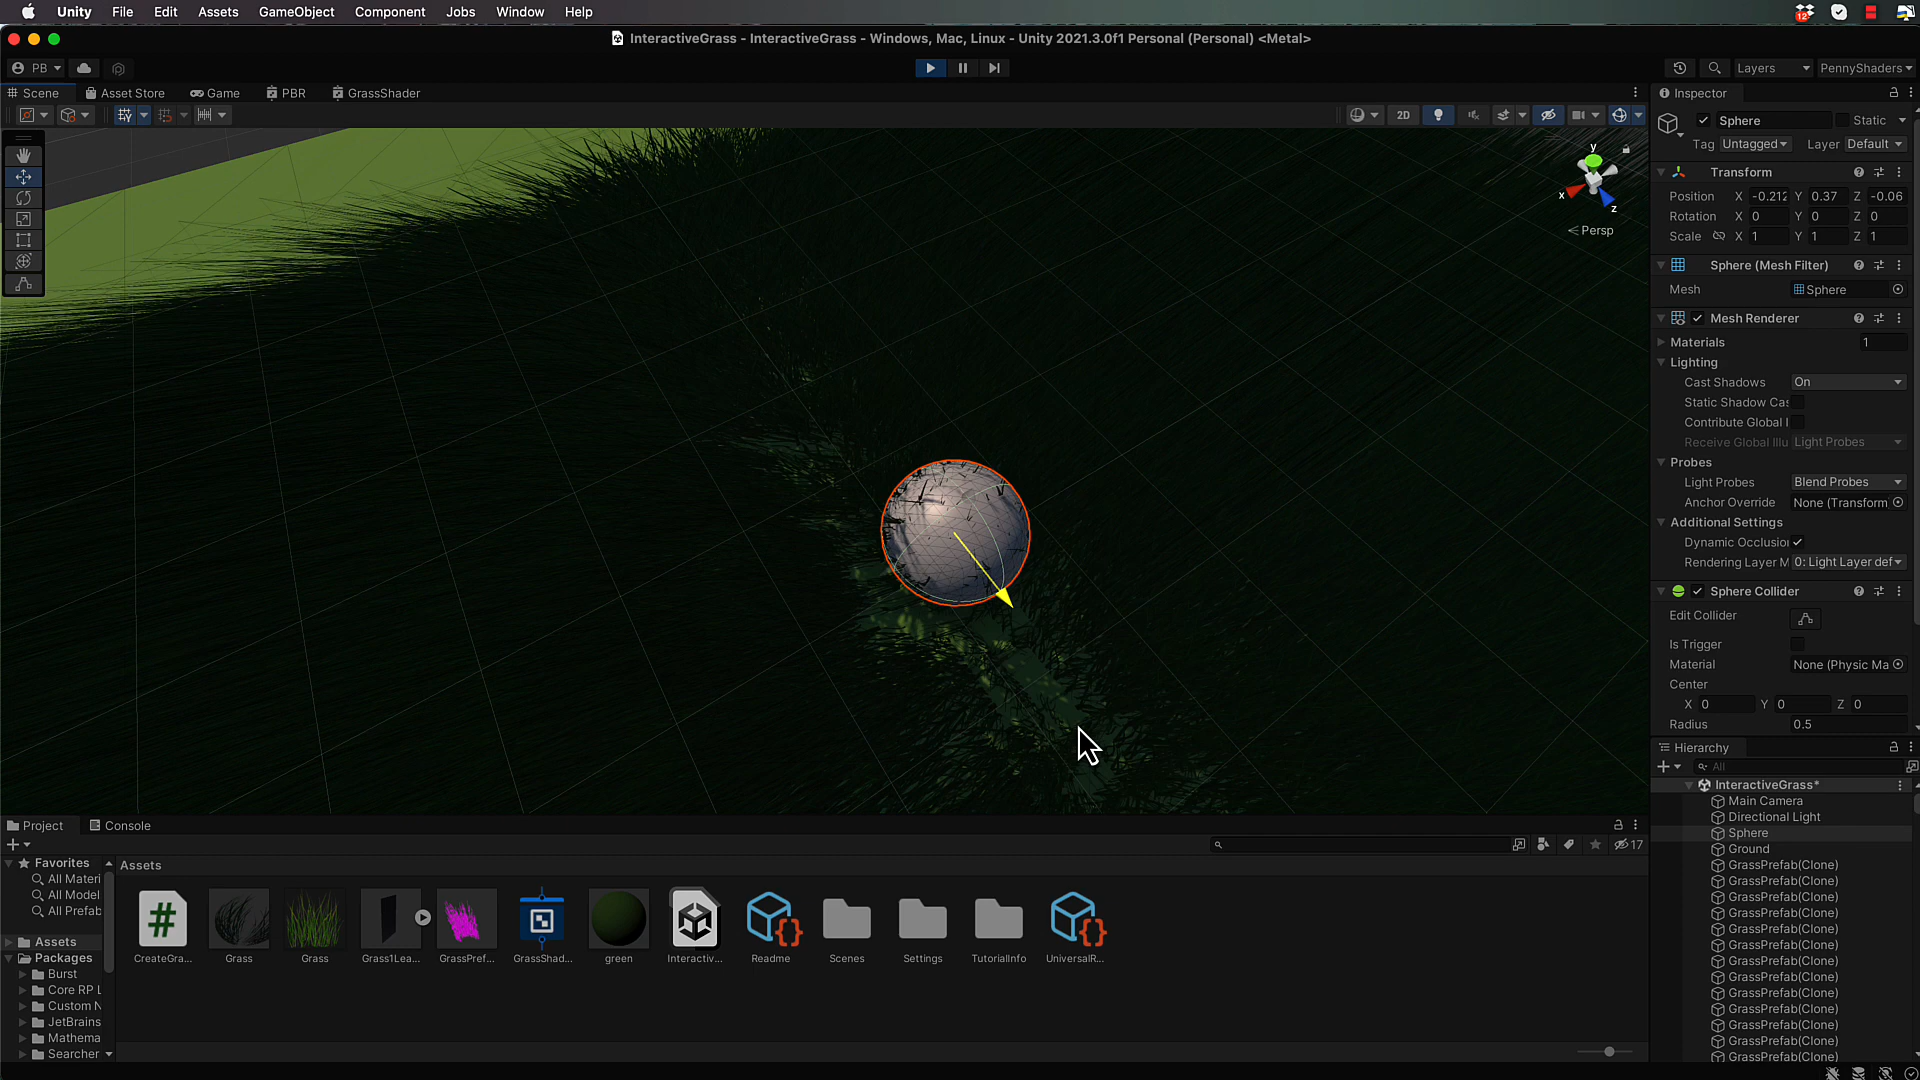 Unity File Edit Assets GameObject Component Jobs Window Help
12
InteractiveGrass - InteractiveGrass - Windows, Mac, Linux - Unity 2021.3.0f1 Personal (Personal) <Metal>
PB
Layers
PennyShaders
Scene
Asset Store
Game
PBR
GrassShader
2D
y
x
z
Persp
Inspector
Sphere
Static
Tag Untagged
Layer Default
Transform
Position X -0.212 Y 0.37 Z -0.06
Rotation X 0 Y 0 Z 0
Scale X 1 Y 1 Z 1
Sphere (Mesh Filter)
Mesh Sphere
Mesh Renderer
Materials 1
Lighting
Cast Shadows On
Static Shadow Cas
Contribute Global I
Receive Global Illu Light Probes
Probes
Light Probes Blend Probes
Anchor Override None (Transform
Additional Settings
Dynamic Occlusion
Rendering Layer M 0: Light Layer def
Sphere Collider
Edit Collider
Is Trigger
Material None (Physic Ma
Center
X 0 Y 0 Z 0
Radius 0.5
Hierarchy
All
InteractiveGrass*
Main Camera
Directional Light
Sphere
Ground
GrassPrefab(Clone)
GrassPrefab(Clone)
GrassPrefab(Clone)
GrassPrefab(Clone)
GrassPrefab(Clone)
GrassPrefab(Clone)
GrassPrefab(Clone)
GrassPrefab(Clone)
GrassPrefab(Clone)
GrassPrefab(Clone)
GrassPrefab(Clone)
GrassPrefab(Clone)
GrassPrefab(Clone)
Project
Console
17
Favorites
All Materi
All Model
All Prefab
Assets
Packages
Burst
Core RP L
Custom N
JetBrains
Mathema
Searcher
Assets
CreateGra...
Grass
Grass
Grass1Lea...
GrassPref...
GrassShad...
green
Interactiv...
Readme
Scenes
Settings
TutorialInfo
UniversalR...